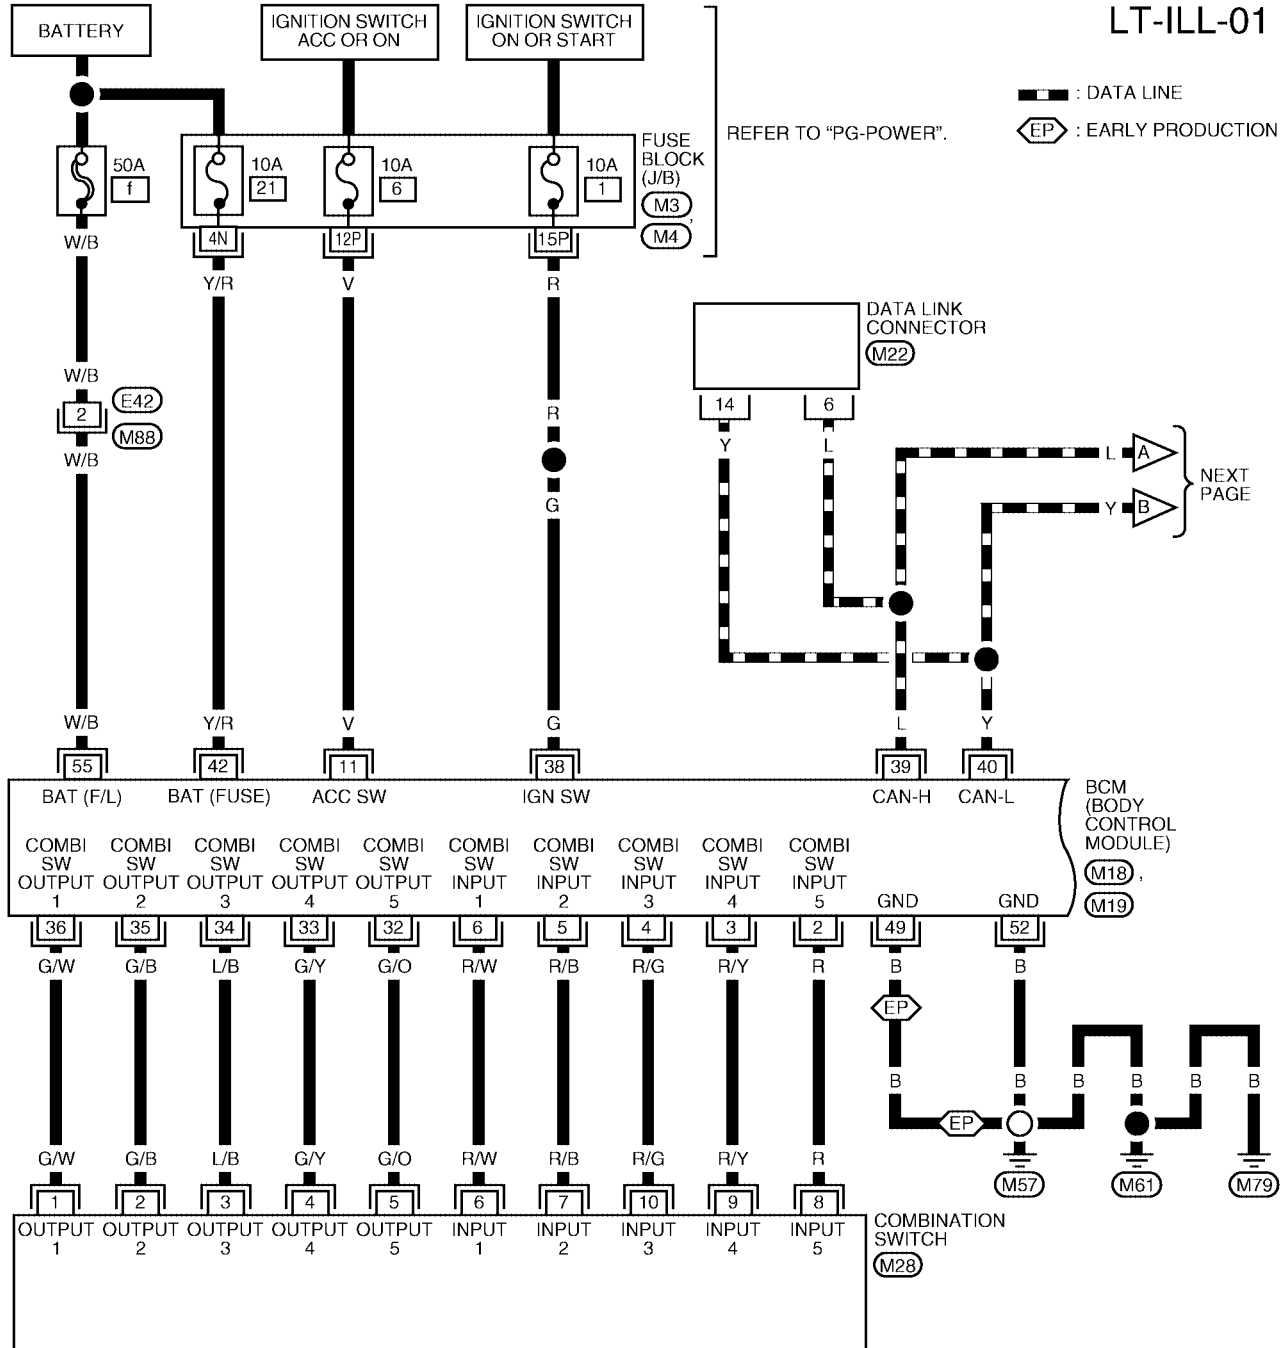 LT-ILL-01
BATTERY
IGNITION SWITCH
ACC OR ON
IGNITION SWITCH
ON OR START
: DATA LINE
EP : EARLY PRODUCTION
REFER TO “PG-POWER”.
50A
f
10A
21
10A
6
10A
1
FUSE
BLOCK
(J/B)
M3 ,
M4
4N
12P
15P
W/B
Y/R
V
R
DATA LINK
CONNECTOR
M22
14
6
Y
L
W/B
2
E42
M88
W/B
R
G
L
A
Y
B
NEXT
PAGE
W/B
Y/R
V
G
L
Y
55
42
11
38
39
40
BAT (F/L)
BAT (FUSE)
ACC SW
IGN SW
CAN-H
CAN-L
BCM
(BODY
CONTROL
MODULE)
M18 ,
M19
COMBI
SW
OUTPUT
1
COMBI
SW
OUTPUT
2
COMBI
SW
OUTPUT
3
COMBI
SW
OUTPUT
4
COMBI
SW
OUTPUT
5
COMBI
SW
INPUT
1
COMBI
SW
INPUT
2
COMBI
SW
INPUT
3
COMBI
SW
INPUT
4
COMBI
SW
INPUT
5
GND
GND
36
35
34
33
32
6
5
4
3
2
49
52
G/W
G/B
L/B
G/Y
G/O
R/W
R/B
R/G
R/Y
R
B
B
EP
B
B
B
B
B
B
EP
M57
M61
M79
G/W
G/B
L/B
G/Y
G/O
R/W
R/B
R/G
R/Y
R
1
2
3
4
5
6
7
10
9
8
OUTPUT
1
OUTPUT
2
OUTPUT
3
OUTPUT
4
OUTPUT
5
INPUT
1
INPUT
2
INPUT
3
INPUT
4
INPUT
5
COMBINATION
SWITCH
M28